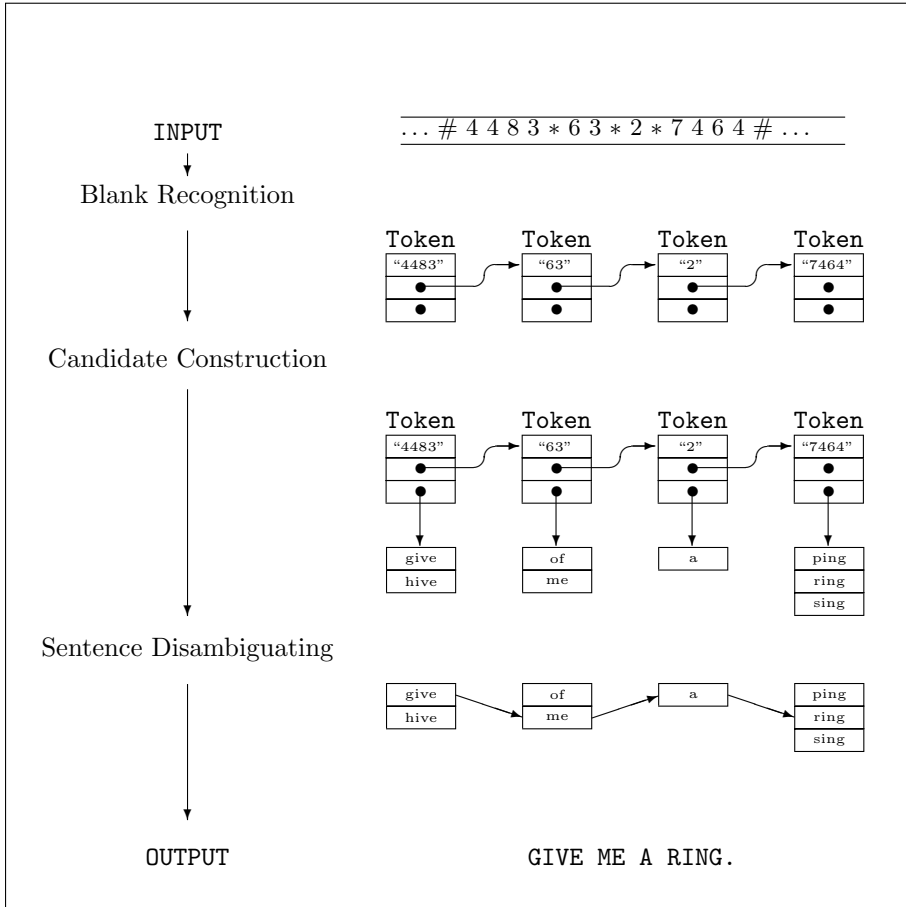 INPUT
... # 4 4 8 3 * 6 3 * 2 * 7 4 6 4 # ...
Blank Recognition
Token Token Token Token
“4483” “63” “2” “7464”
Candidate Construction
Token Token Token Token
“4483” “63” “2” “7464”
give of a ping
hive me ring
sing
Sentence Disambiguating
give of a ping
hive me ring
sing
OUTPUT GIVE ME A RING.